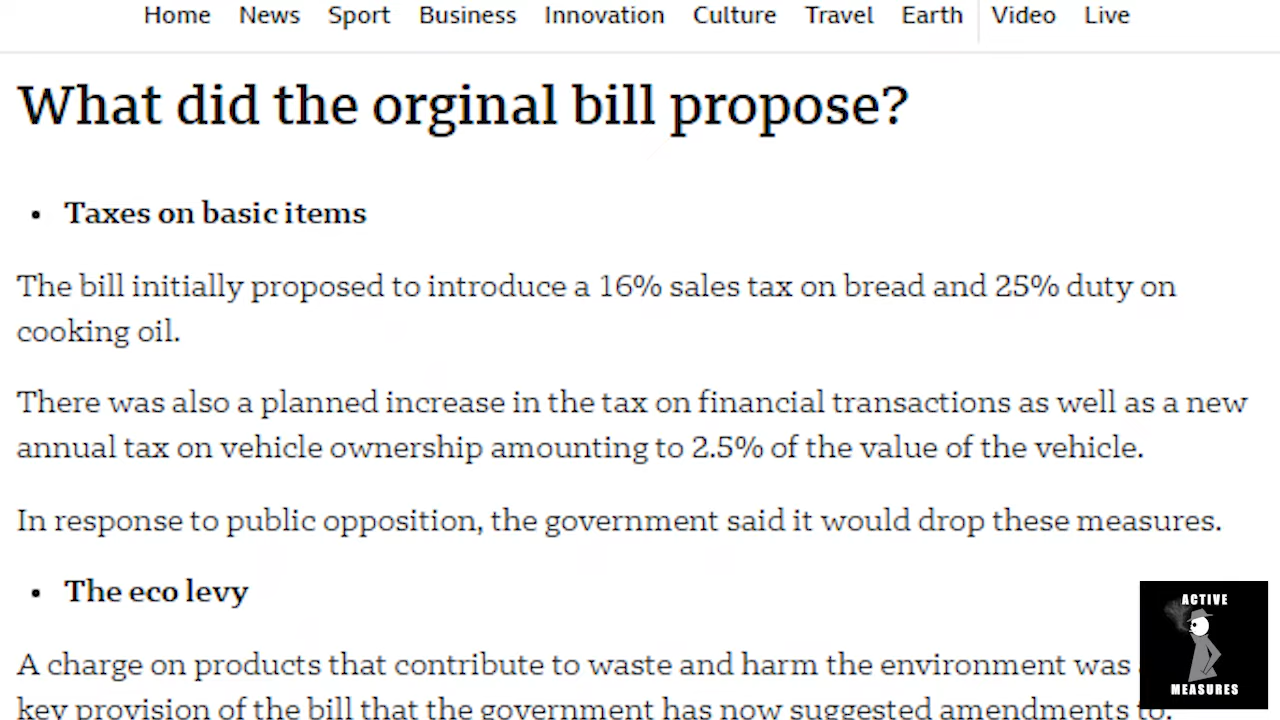 Home News Sport Business Innovation Culture Travel Earth Video Live
What did the orginal bill propose?
• Taxes on basic items
The bill initially proposed to introduce a 16% sales tax on bread and 25% duty on
cooking oil.
There was also a planned increase in the tax on financial transactions as well as a new
annual tax on vehicle ownership amounting to 2.5% of the value of the vehicle.
In response to public opposition, the government said it would drop these measures.
• The eco levy
A charge on products that contribute to waste and harm the environment was
key provision of the bill that the government has now suggested amendments to.
ACTIVE
MEASURES